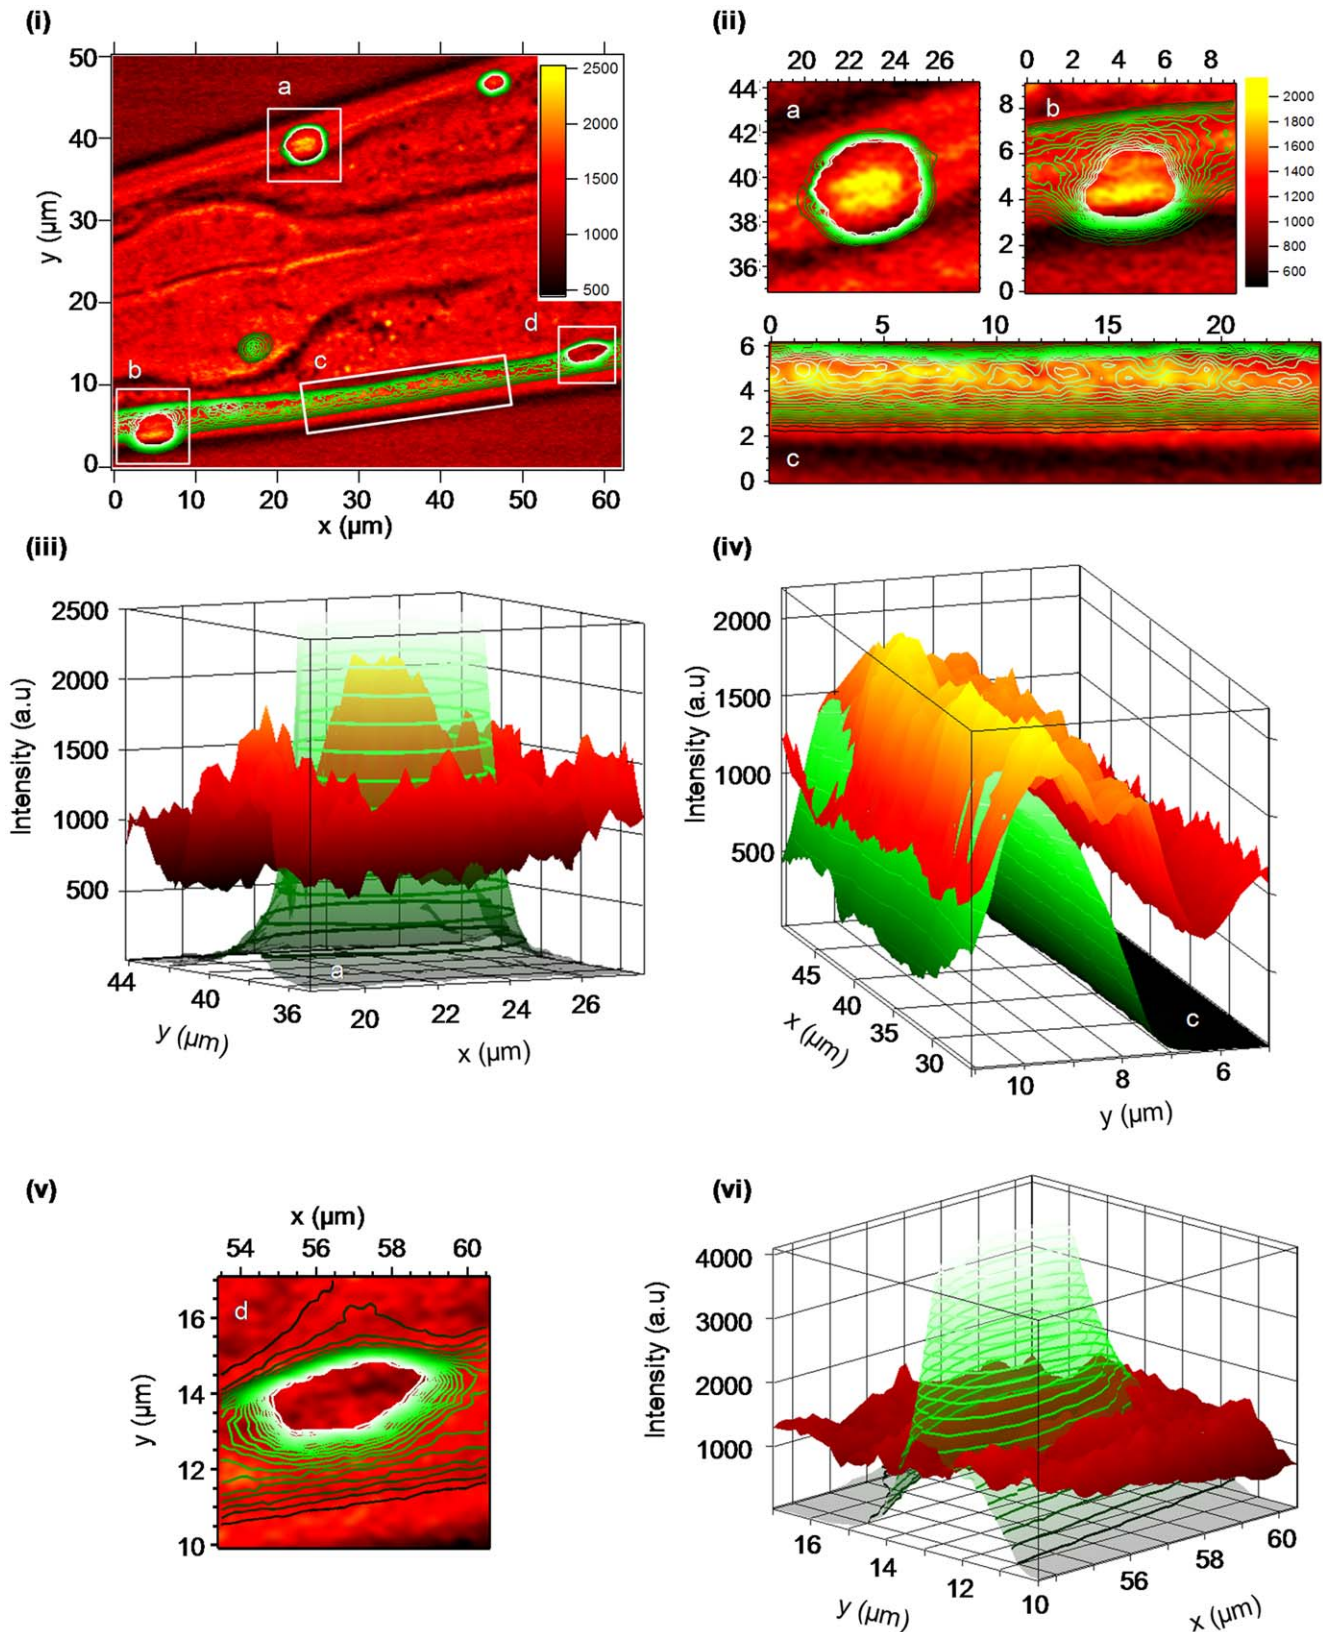 (i)
50
40
30
20
10
0
y (µm)
0 10 20 30 40 50 60
x (µm)
a
b
c
d
2500
2000
1500
1000
500
(ii)
20 22 24 26
44
42
40
38
36
a
0 2 4 6 8
8
6
4
2
0
b
2000
1800
1600
1400
1200
1000
800
600
0 5 10 15 20
6
4
2
0
c
(iii)
2500
2000
1500
1000
500
Intensity (a.u)
44 40 36
y (µm)
20 22 24 26
x (µm)
a
(iv)
2000
1500
1000
500
Intensity (a.u)
45 40 35 30
x (µm)
10 8 6
y (µm)
c
(v)
x (µm)
54 56 58 60
16
14
12
10
y (µm)
d
(vi)
4000
3000
2000
1000
Intensity (a.u)
16 14 12 10
y (µm)
56 58 60
x (µm)